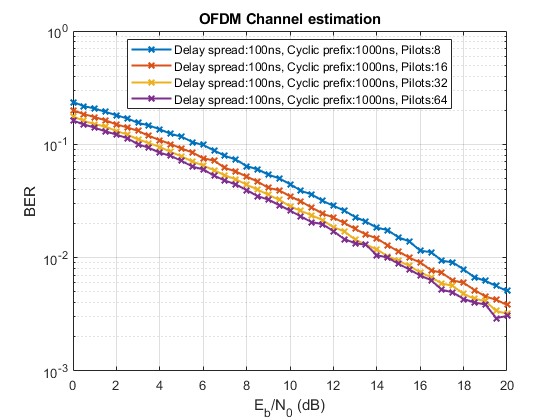 OFDM Channel estimation
10^0
Delay spread:100ns, Cyclic prefix:1000ns, Pilots:8
Delay spread:100ns, Cyclic prefix:1000ns, Pilots:16
Delay spread:100ns, Cyclic prefix:1000ns, Pilots:32
Delay spread:100ns, Cyclic prefix:1000ns, Pilots:64
10^-1
BER
10^-2
10^-3
0 2 4 6 8 10 12 14 16 18 20
E_b/N_0 (dB)